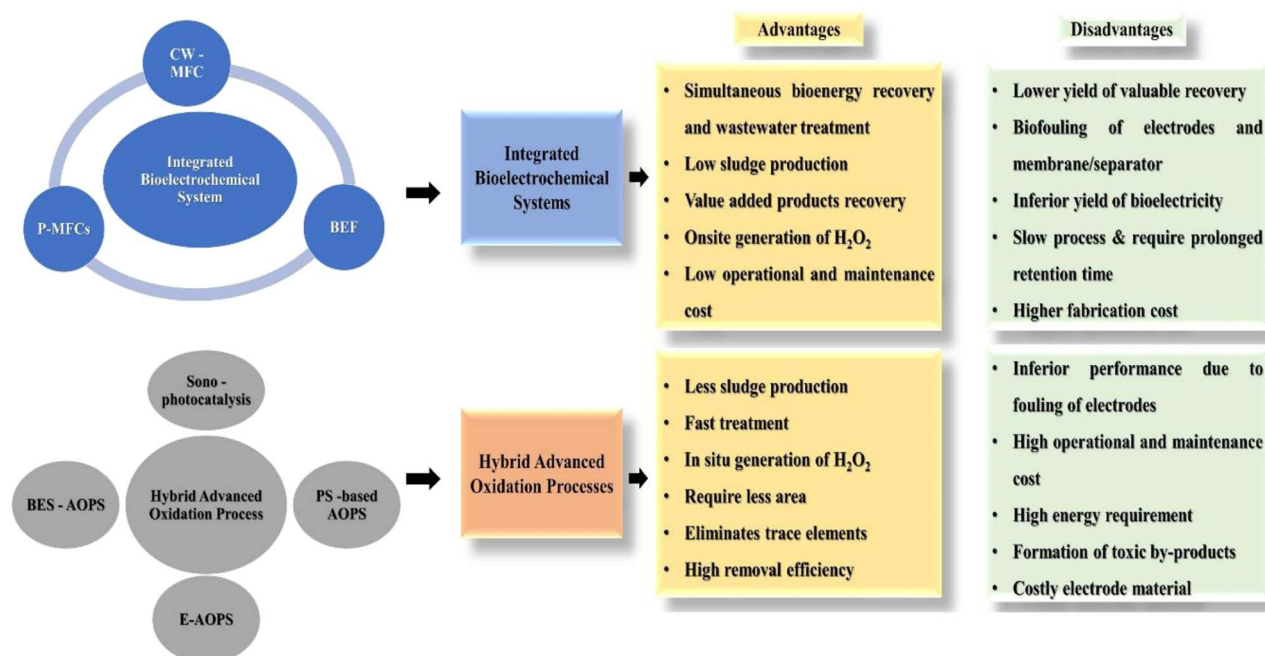 CW -
MFC
Integrated
Bioelectrochemical
System
P-MFCs
BEF
Integrated
Bioelectrochemical
Systems
Advantages
• Simultaneous bioenergy recovery
and wastewater treatment
• Low sludge production
• Value added products recovery
• Onsite generation of H₂O₂
• Low operational and maintenance
cost
Disadvantages
• Lower yield of valuable recovery
• Biofouling of electrodes and
membrane/separator
• Inferior yield of bioelectricity
• Slow process & require prolonged
retention time
• Higher fabrication cost
Sono -
photocatalysis
BES - AOPS
Hybrid Advanced
Oxidation Process
PS -based
AOPS
E-AOPS
Hybrid Advanced
Oxidation Processes
• Less sludge production
• Fast treatment
• In situ generation of H₂O₂
• Require less area
• Eliminates trace elements
• High removal efficiency
• Inferior performance due to
fouling of electrodes
• High operational and maintenance
cost
• High energy requirement
• Formation of toxic by-products
• Costly electrode material